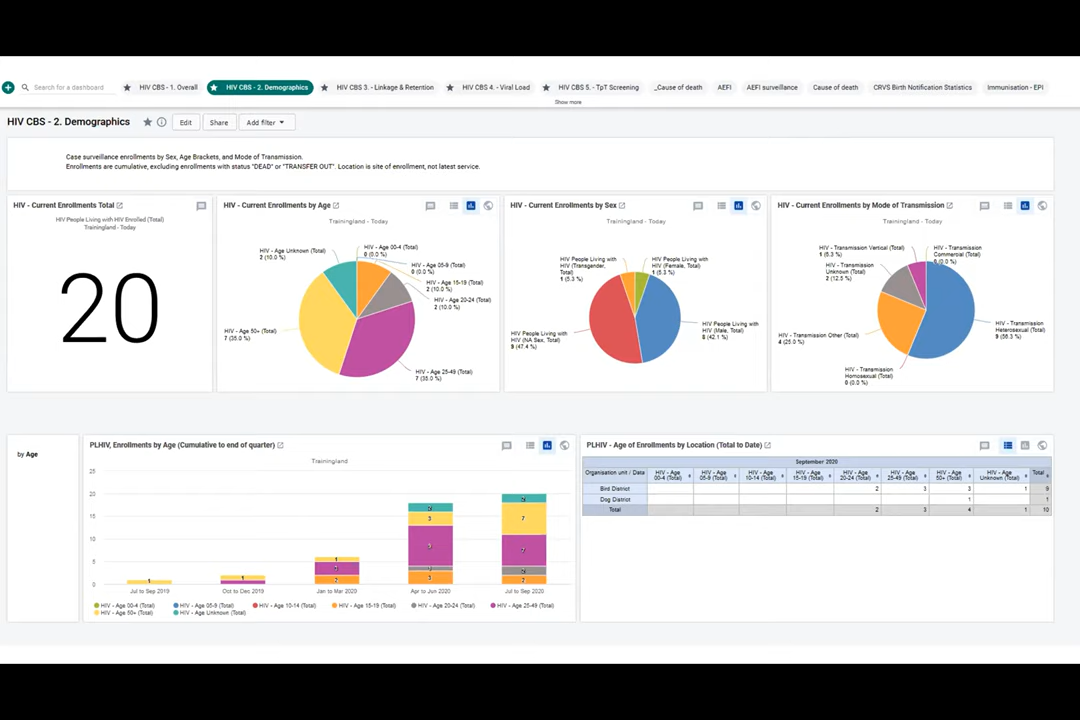 Search for a dashboard
HIV CBS - 1. Overall
HIV CBS - 2. Demographics
HIV CBS 3. - Linkage & Retention
HIV CBS 4. - Viral Load
HIV CBS 5. - TpT Screening
_Cause of death
AEFI
AEFI surveillance
Cause of death
CRVS Birth Notification Statistics
Immunisation - EPI
Show more
HIV CBS - 2. Demographics
Edit
Share
Add filter
Case surveillance enrollments by Sex, Age Brackets, and Mode of Transmission.
Enrollments are cumulative, excluding enrollments with status "DEAD" or "TRANSFER OUT". Location is site of enrollment, not latest service.
HIV - Current Enrollments Total
HIV People Living with HIV Enrolled (Total)
Trainingland - Today
20
HIV - Current Enrollments by Age
Trainingland - Today
HIV - Age Unknown (Total)
2 (10.0 %)
HIV - Age 00-4 (Total)
0 (0.0 %)
HIV - Age 05-9 (Total)
0 (0.0 %)
HIV - Age 15-19 (Total)
2 (10.0 %)
HIV - Age 20-24 (Total)
2 (10.0 %)
HIV - Age 50+ (Total)
7 (35.0 %)
HIV - Age 25-49 (Total)
7 (35.0 %)
HIV - Current Enrollments by Sex
Trainingland - Today
HIV People Living with
HIV (Transgender,
Total)
1 (5.3 %)
HIV People Living with
HIV (Female, Total)
1 (5.3 %)
HIV People Living with
HIV (NA Sex, Total)
9 (47.4 %)
HIV People Living with
HIV (Male, Total)
8 (42.1 %)
HIV - Current Enrollments by Mode of Transmission
Trainingland - Today
HIV - Transmission Vertical (Total)
1 (6.3 %)
HIV - Transmission
Commercial (Total)
0 (0.0 %)
HIV - Transmission
Unknown (Total)
2 (12.5 %)
HIV - Transmission Other (Total)
4 (25.0 %)
HIV - Transmission
Heterosexual (Total)
9 (56.3 %)
HIV - Transmission
Homosexual (Total)
0 (0.0 %)
by Age
PLHIV, Enrollments by Age (Cumulative to end of quarter)
Trainingland
25
20
15
10
5
0
1
1
1
2
3
3
7
7
2
Jul to Sep 2019
Oct to Dec 2019
Jan to Mar 2020
Apr to Jun 2020
Jul to Sep 2020
HIV - Age 00-4 (Total)
HIV - Age 05-9 (Total)
HIV - Age 10-14 (Total)
HIV - Age 15-19 (Total)
HIV - Age 20-24 (Total)
HIV - Age 25-49 (Total)
HIV - Age 50+ (Total)
HIV - Age Unknown (Total)
PLHIV - Age of Enrollments by Location (Total to Date)
September 2020
Organisation unit / Data
HIV - Age 00-4 (Total)
HIV - Age 05-9 (Total)
HIV - Age 10-14 (Total)
HIV - Age 15-19 (Total)
HIV - Age 20-24 (Total)
HIV - Age 25-49 (Total)
HIV - Age 50+ (Total)
HIV - Age Unknown (Total)
Total
Bird District 2 3 3 1 9
Dog District 1 1
Total 2 3 4 1 10